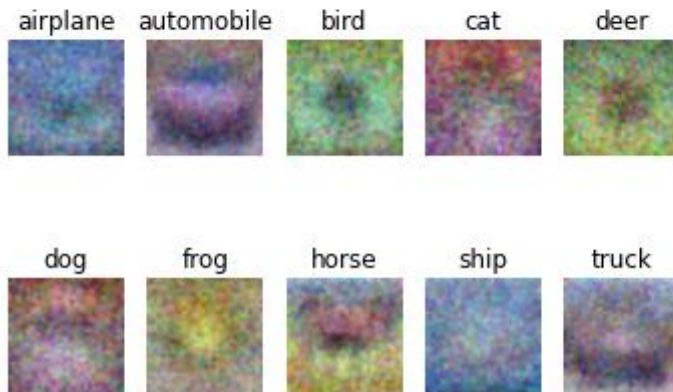 airplane automobile bird cat deer
dog frog horse ship truck